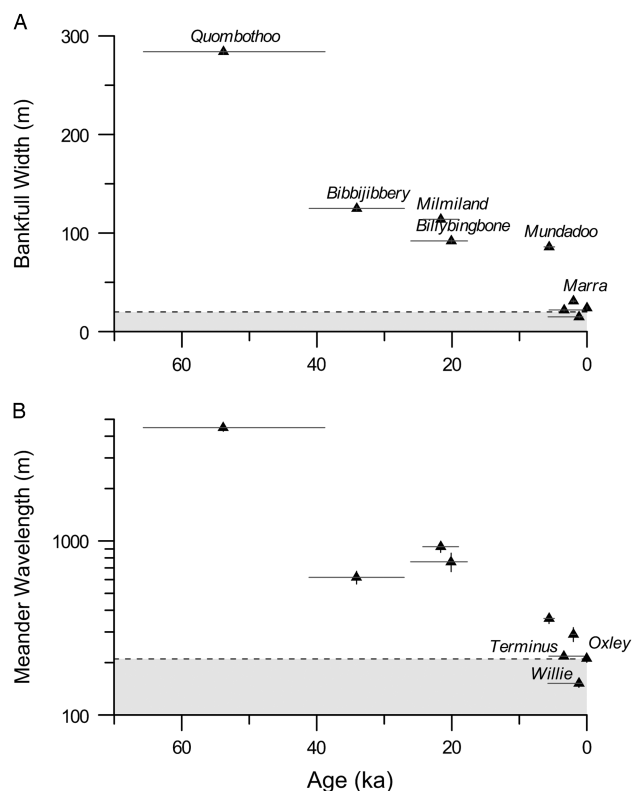 A
Bankfull Width (m)
300
200
100
0
Quombothoo
Bibbijibbery
Milmiland
Billybingbone
Mundadoo
Marra
60
40
20
0
B
Meander Wavelength (m)
1000
100
Terminus
Oxley
Willie
60
40
20
0
Age (ka)